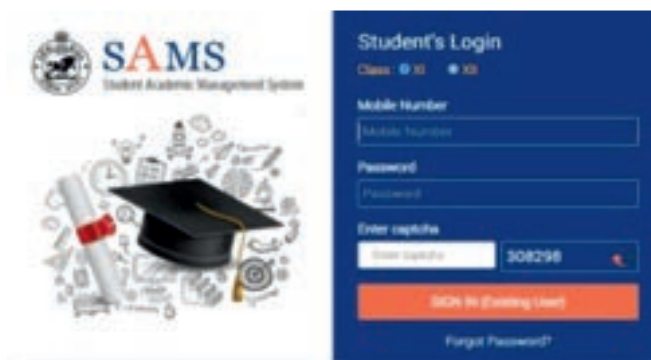 SAMS
Student Academic Management System
Student's Login
Class : XI XII
Mobile Number
Mobile Number
Password
Password
Enter captcha
Enter captcha 308298
SIGN IN (Existing User)
Forgot Password?